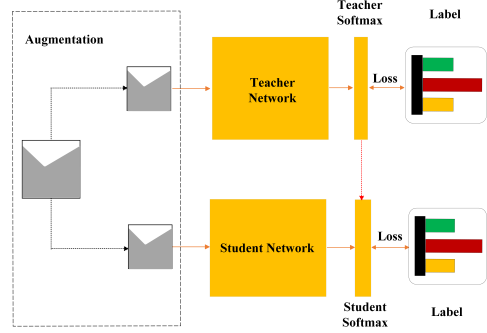 Teacher
Softmax
Label
Augmentation
Teacher
Network
Loss
Student Network
Loss
Student
Softmax
Label